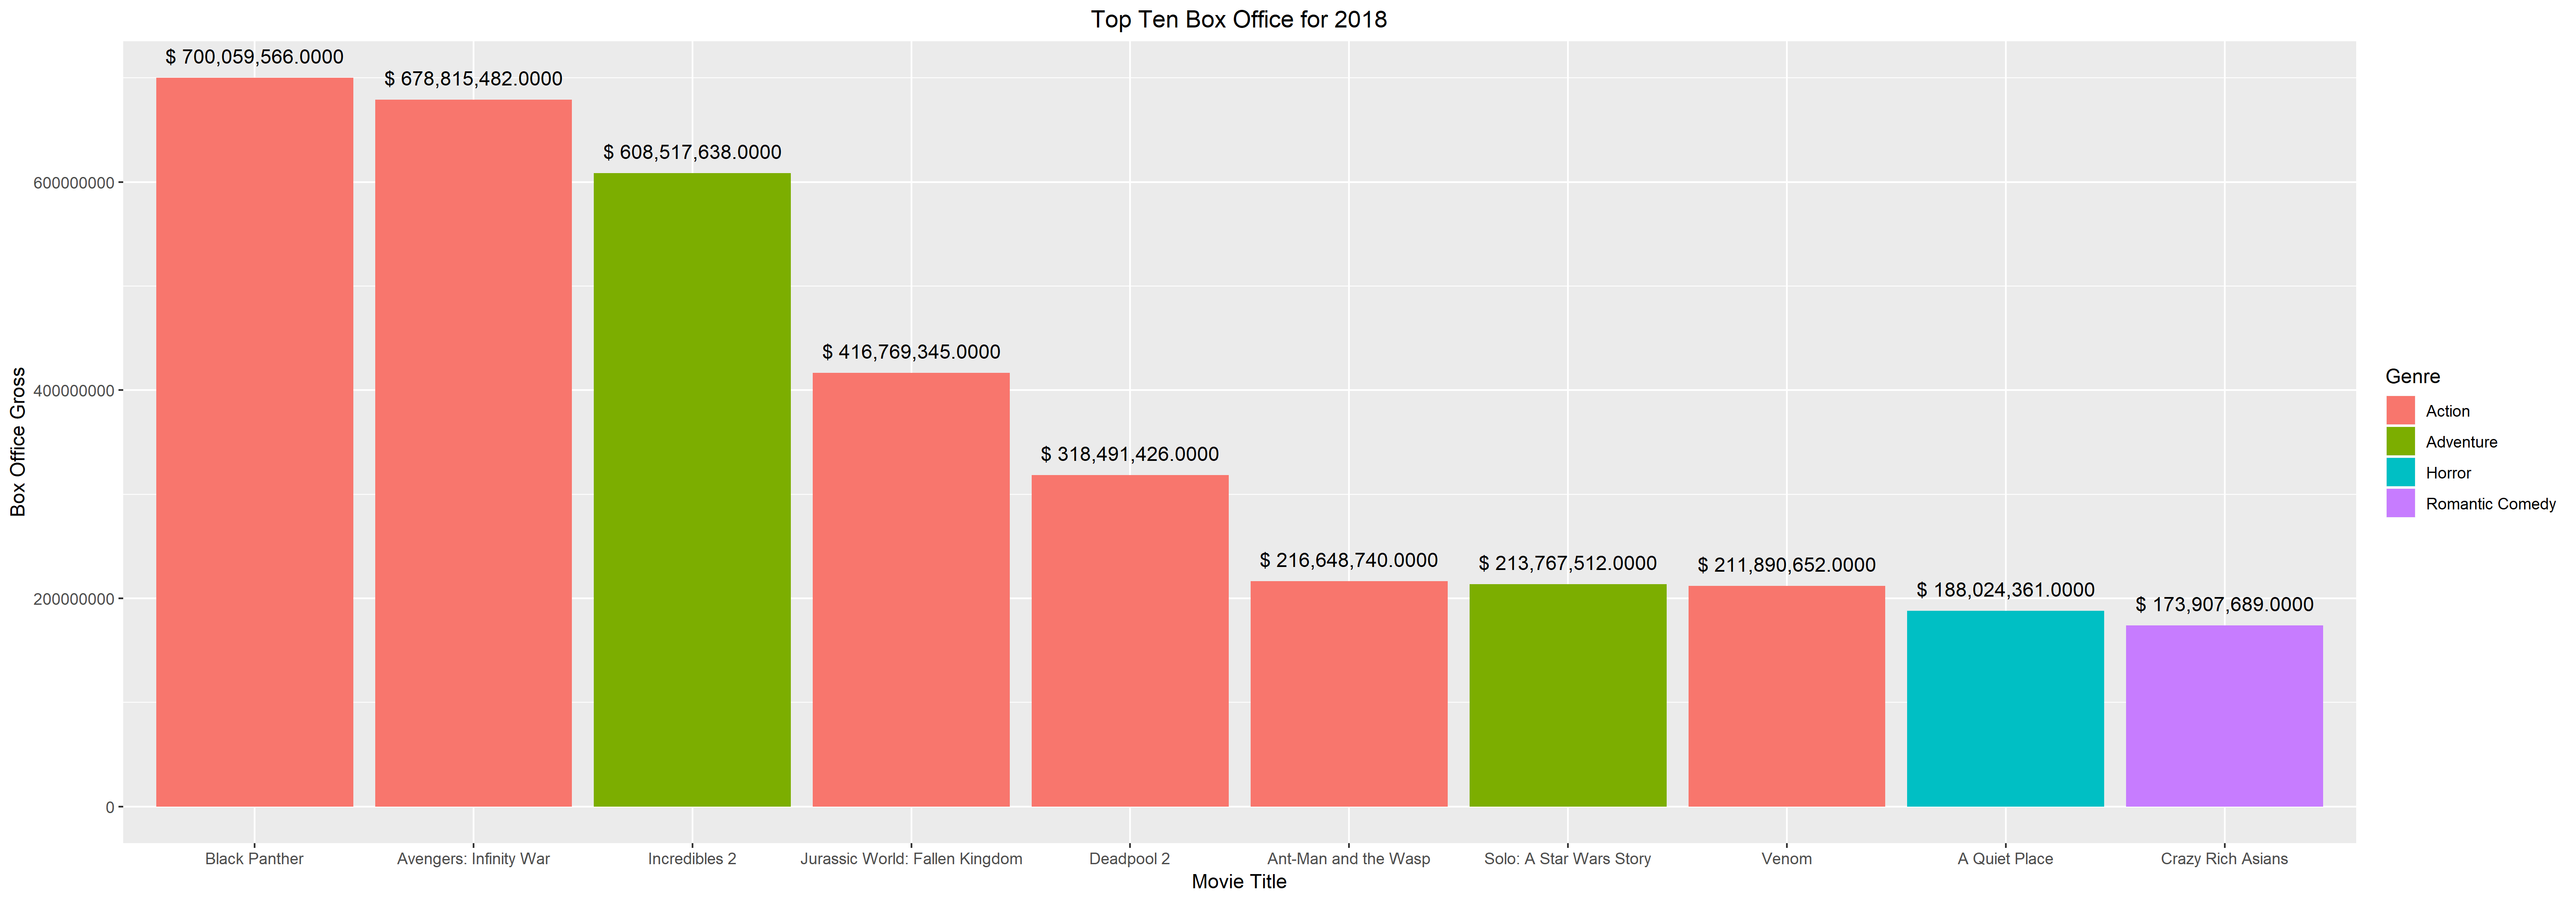 Top Ten Box Office for 2018
$ 700,059,566.0000
$ 678,815,482.0000
$ 608,517,638.0000
$ 416,769,345.0000
$ 318,491,426.0000
$ 216,648,740.0000
$ 213,767,512.0000
$ 211,890,652.0000
$ 188,024,361.0000
$ 173,907,689.0000
600000000
400000000
200000000
0
Box Office Gross
Black Panther
Avengers: Infinity War
Incredibles 2
Jurassic World: Fallen Kingdom
Deadpool 2
Ant-Man and the Wasp
Solo: A Star Wars Story
Venom
A Quiet Place
Crazy Rich Asians
Movie Title
Genre
Action
Adventure
Horror
Romantic Comedy